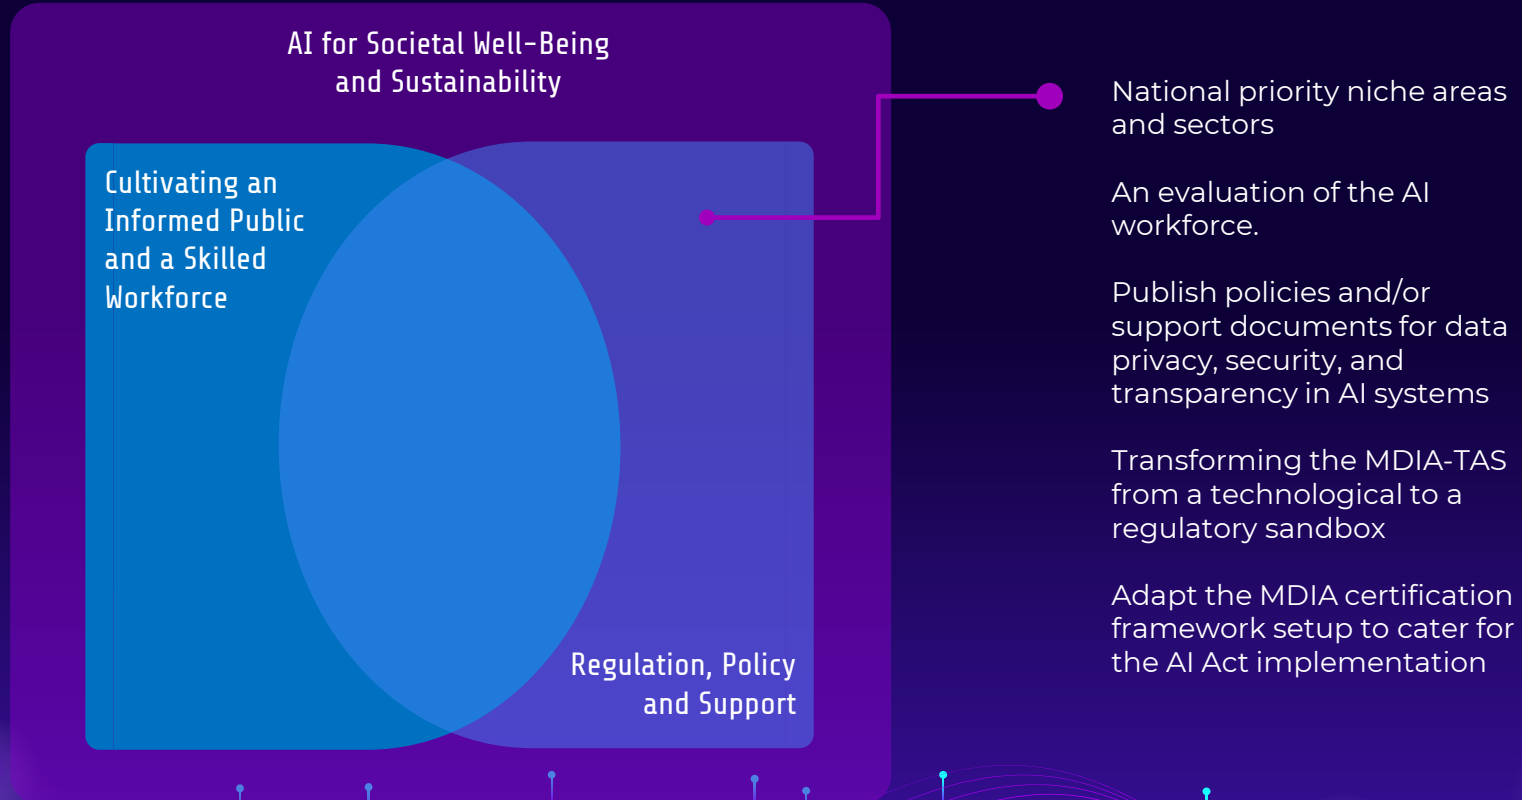 AI for Societal Well-Being
and Sustainability
Cultivating an
Informed Public
and a Skilled
Workforce
Regulation, Policy
and Support
National priority niche areas
and sectors
An evaluation of the AI
workforce.
Publish policies and/or
support documents for data
privacy, security, and
transparency in AI systems
Transforming the MDIA-TAS
from a technological to a
regulatory sandbox
Adapt the MDIA certification
framework setup to cater for
the AI Act implementation